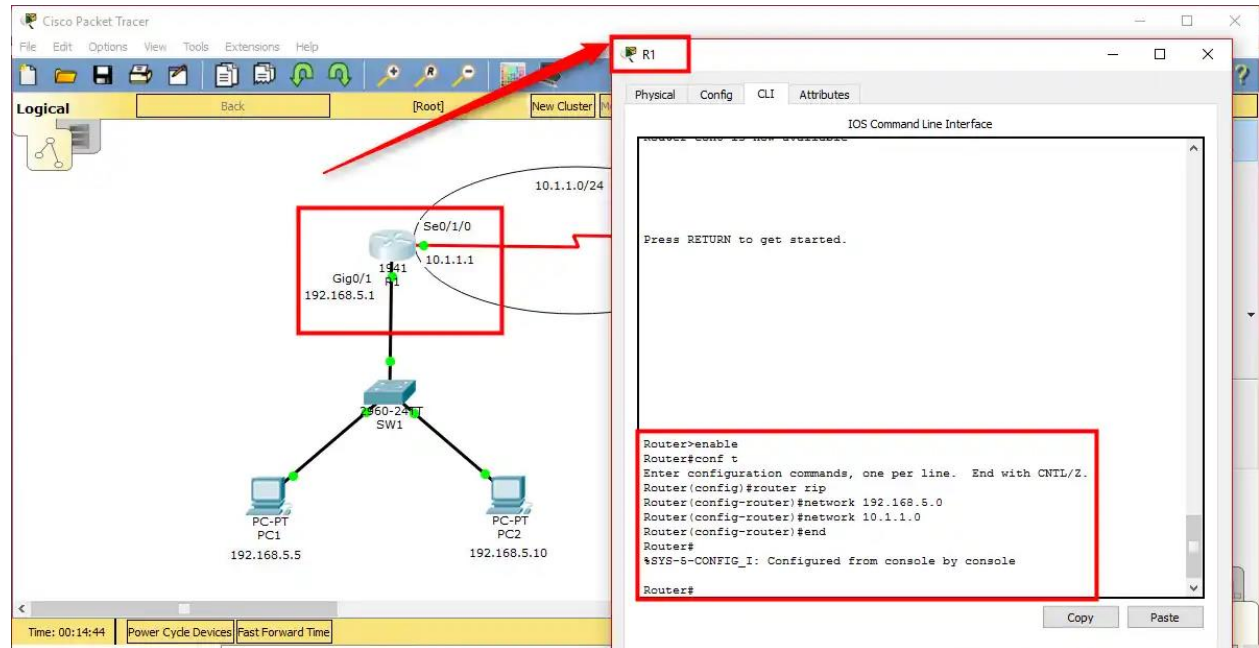 Cisco Packet Tracer
File Edit Options View Tools Extensions Help
Logical
Back
[Root]
New Cluster
R1
Physical Config CLI Attributes
IOS Command Line Interface
Press RETURN to get started.
Router>enable
Router#conf t
Enter configuration commands, one per line. End with CNTL/Z.
Router(config)#router rip
Router(config-router)#network 192.168.5.0
Router(config-router)#network 10.1.1.0
Router(config-router)#end
Router#
%SYS-5-CONFIG_I: Configured from console by console
Router#
Copy Paste
10.1.1.0/24
Se0/1/0
10.1.1.1
1941
R1
Gig0/1
192.168.5.1
2960-24TT
SW1
PC-PT
PC1
192.168.5.5
PC-PT
PC2
192.168.5.10
Time: 00:14:44
Power Cycle Devices
Fast Forward Time